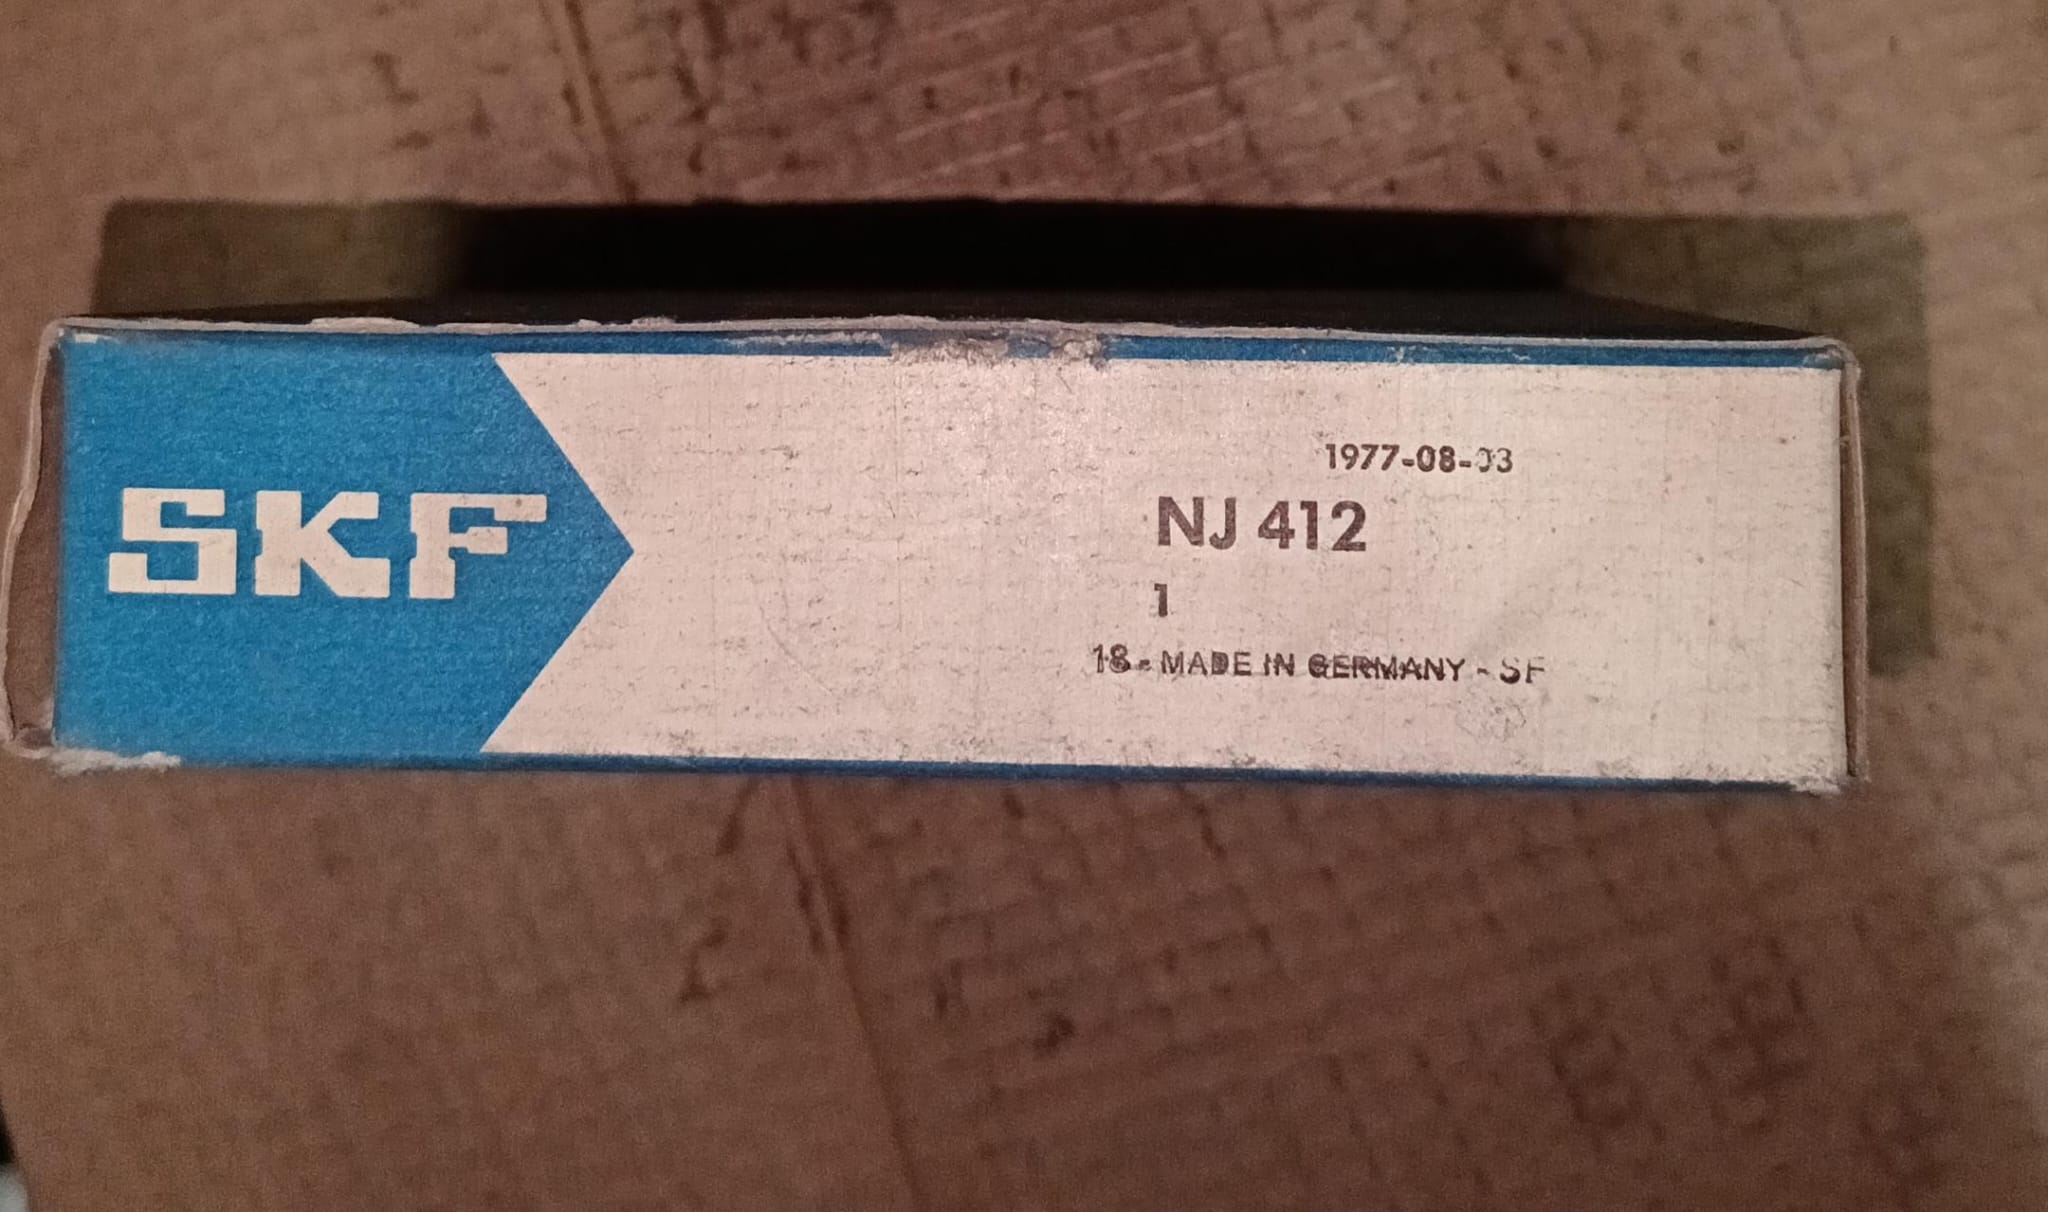 SKF
1977-08-03
NJ 412
1
18 - MADE IN GERMANY - SF